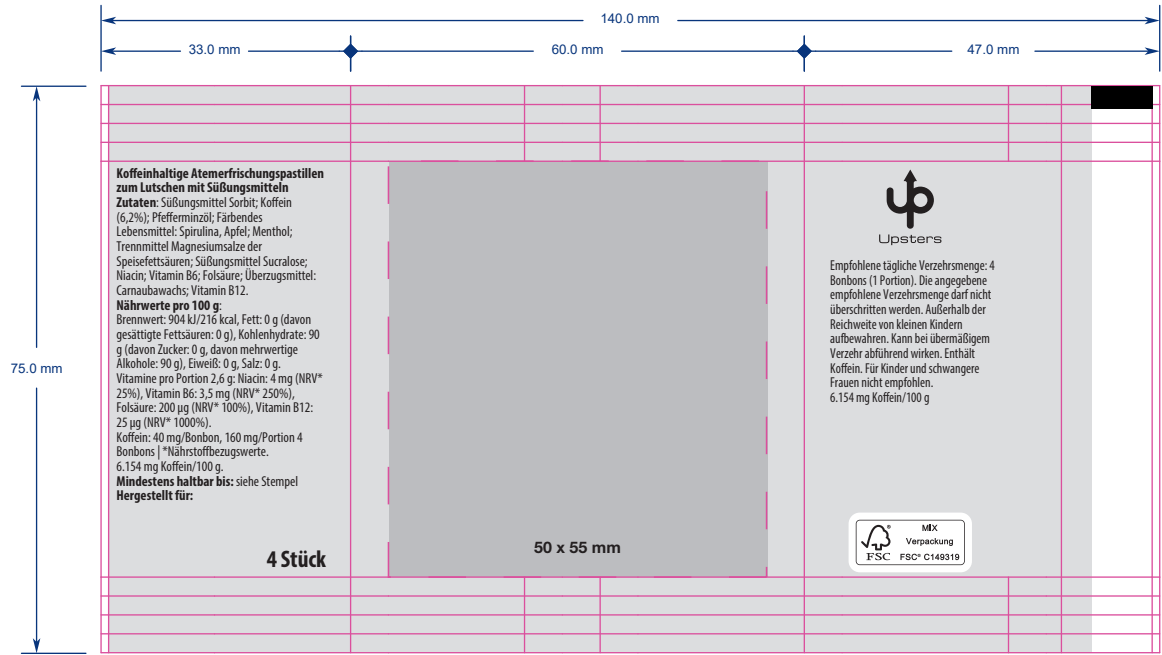 140.0 mm
33.0 mm
60.0 mm
47.0 mm
75.0 mm
Koffeinhaltige Atemerfrischungspastillen
zum Lutschen mit Süßungsmitteln
Zutaten: Süßungsmittel Sorbit; Koffein
(6,2%); Pfefferminzöl; Färbendes
Lebensmittel: Spirulina, Apfel; Menthol;
Trennmittel Magnesiumsalze der
Speisefettsäuren; Süßungsmittel Sucralose;
Niacin; Vitamin B6; Folsäure; Überzugsmittel:
Carnaubawachs; Vitamin B12.
Nährwerte pro 100 g:
Brennwert: 904 kJ/216 kcal, Fett: 0 g (davon
gesättigte Fettsäuren: 0 g), Kohlenhydrate: 90
g (davon Zucker: 0 g, davon mehrwertige
Alkohole: 90 g), Eiweiß: 0 g, Salz: 0 g.
Vitamine pro Portion 2,6 g: Niacin: 4 mg (NRV*
25%), Vitamin B6: 3,5 mg (NRV* 250%),
Folsäure: 200 µg (NRV* 100%), Vitamin B12:
25 µg (NRV* 1000%).
Koffein: 40 mg/Bonbon, 160 mg/Portion 4
Bonbons | *Nährstoffbezugswerte.
6.154 mg Koffein/100 g.
Mindestens haltbar bis: siehe Stempel
Hergestellt für:
4 Stück
50 x 55 mm
up
Upsters
Empfohlene tägliche Verzehrsmenge: 4
Bonbons (1 Portion). Die angegebene
empfohlene Verzehrsmenge darf nicht
überschritten werden. Außerhalb der
Reichweite von kleinen Kindern
aufbewahren. Kann bei übermäßigem
Verzehr abführend wirken. Enthält
Koffein. Für Kinder und schwangere
Frauen nicht empfohlen.
6.154 mg Koffein/100 g
MIX
Verpackung
FSC® C149319
®
FSC